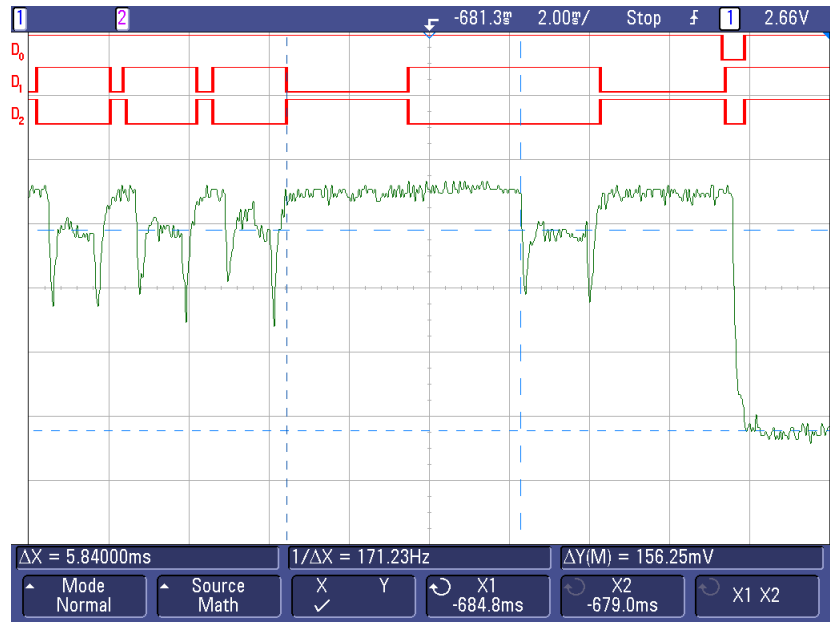 1 2 -681.3ms 2.00ms/ Stop 1 2.66V
D0
D1
D2
ΔX = 5.84000ms 1/ΔX = 171.23Hz ΔY(M) = 156.25mV
Mode Source X Y X1 X2 X1 X2
Normal Math ✓ -684.8ms -679.0ms